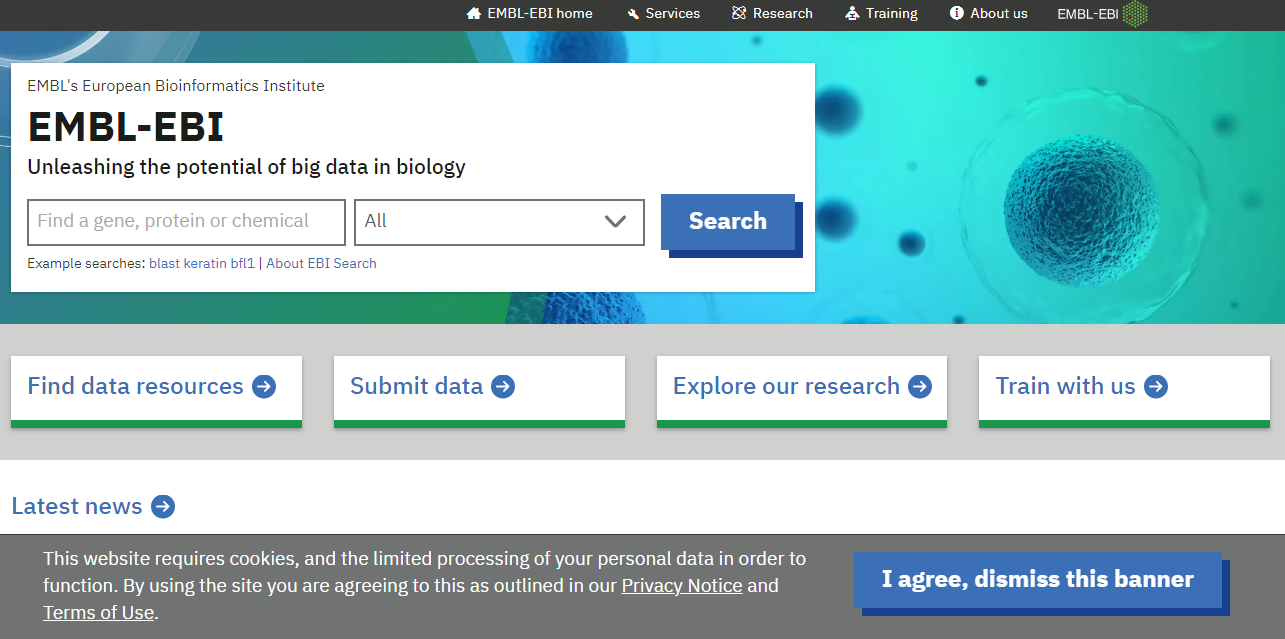 EMBL-EBI home Services Research Training About us EMBL-EBI
EMBL's European Bioinformatics Institute
EMBL-EBI
Unleashing the potential of big data in biology
Find a gene, protein or chemical All Search
Example searches: blast keratin bfl1 | About EBI Search
Find data resources Submit data Explore our research Train with us
Latest news
This website requires cookies, and the limited processing of your personal data in order to
function. By using the site you are agreeing to this as outlined in our Privacy Notice and
Terms of Use.
I agree, dismiss this banner